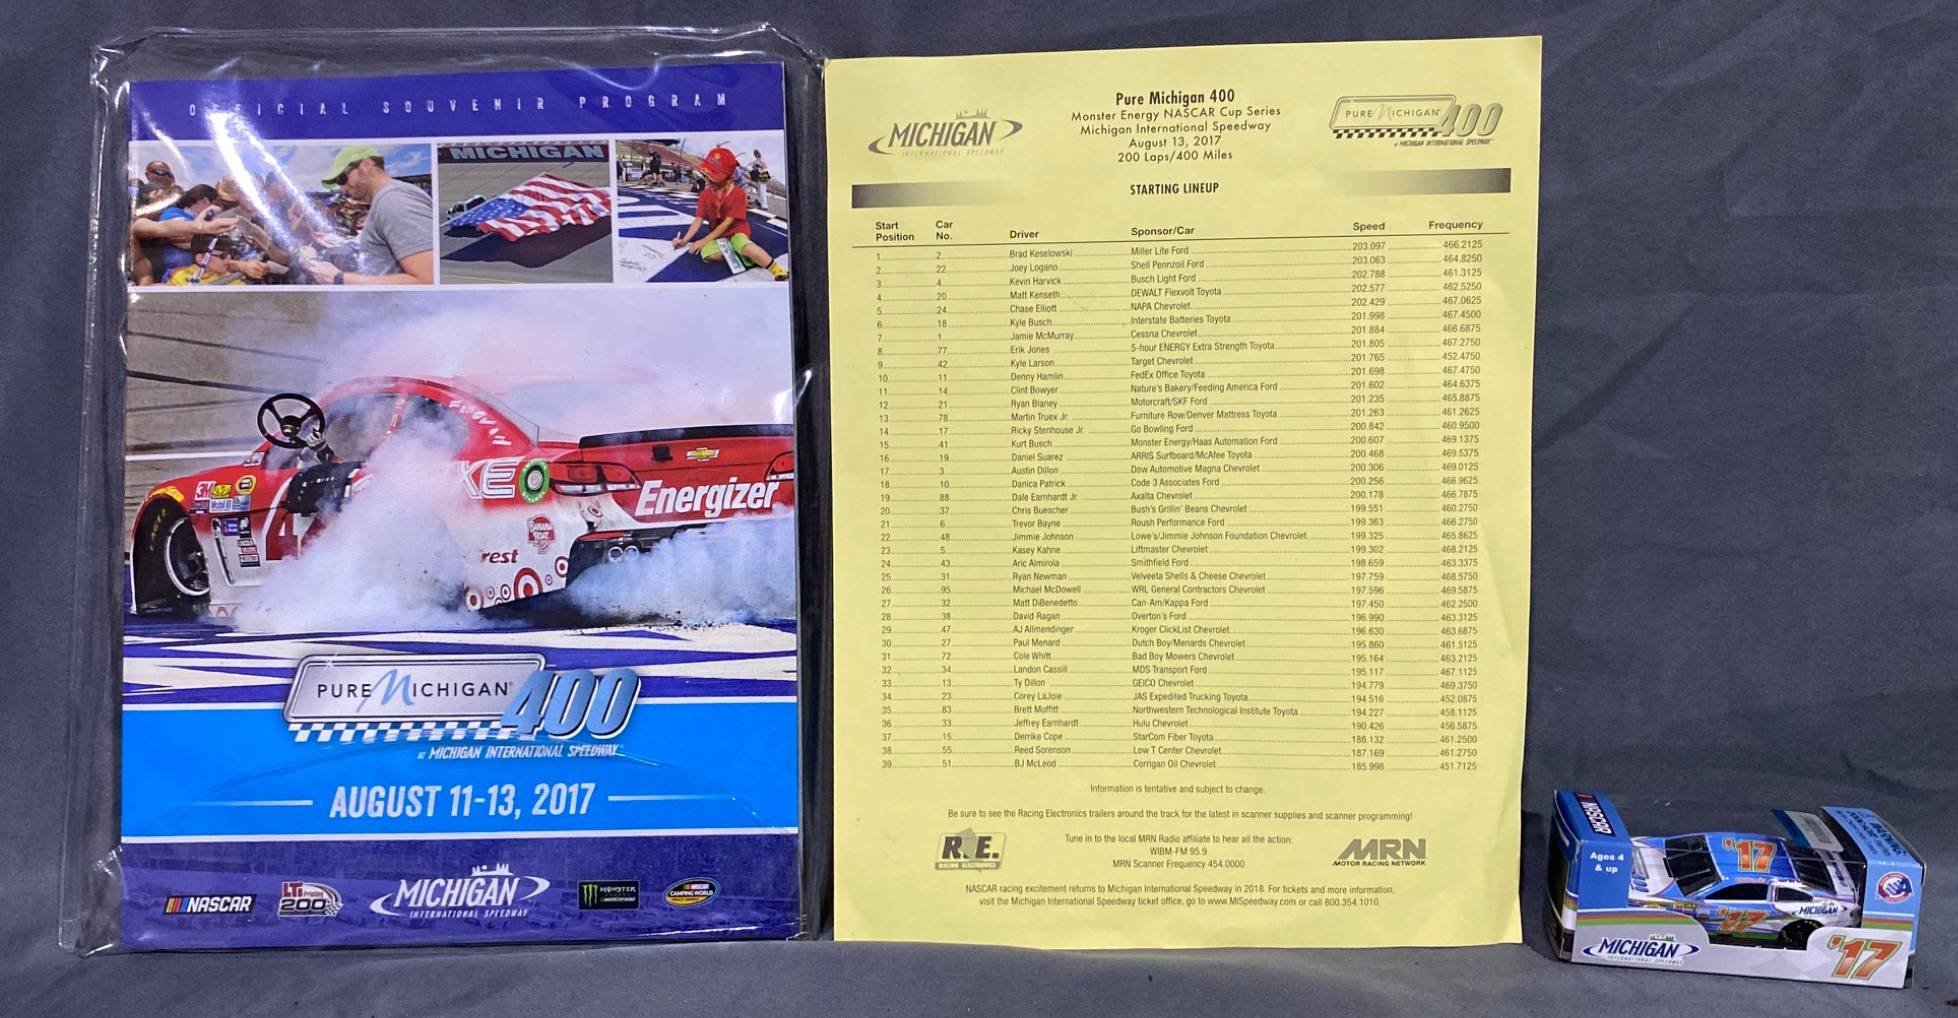 OFFICIAL SOUVENIR PROGRAM
MICHIGAN
Energizer
3M
rest
PURE MICHIGAN 400
AT MICHIGAN INTERNATIONAL SPEEDWAY
AUGUST 11-13, 2017
NASCAR
LTi Printing 200
MICHIGAN
INTERNATIONAL SPEEDWAY
MONSTER ENERGY
NASCAR CAMPING WORLD TRUCK SERIES
MICHIGAN
INTERNATIONAL SPEEDWAY
Pure Michigan 400
Monster Energy NASCAR Cup Series
Michigan International Speedway
August 13, 2017
200 Laps/400 Miles
PURE MICHIGAN 400
at MICHIGAN INTERNATIONAL SPEEDWAY
STARTING LINEUP
Start Position Car No. Driver Sponsor/Car Speed Frequency
1 2 Brad Keselowski Miller Lite Ford 203.097 466.2125
2 22 Joey Logano Shell Pennzoil Ford 203.063 464.8250
3 4 Kevin Harvick Busch Light Ford 202.788 461.3125
4 20 Matt Kenseth DEWALT Flexvolt Toyota 202.577 462.5250
5 24 Chase Elliott NAPA Chevrolet 202.429 467.0625
6 18 Kyle Busch Interstate Batteries Toyota 201.998 467.4500
7 1 Jamie McMurray Cessna Chevrolet 201.884 466.6875
8 77 Erik Jones 5-hour ENERGY Extra Strength Toyota 201.805 467.2750
9 42 Kyle Larson Target Chevrolet 201.765 452.4750
10 11 Denny Hamlin FedEx Office Toyota 201.698 467.4750
11 14 Clint Bowyer Nature's Bakery/Feeding America Ford 201.602 464.6375
12 21 Ryan Blaney Motorcraft/SKF Ford 201.235 465.8875
13 78 Martin Truex Jr. Furniture Row/Denver Mattress Toyota 201.263 461.2625
14 17 Ricky Stenhouse Jr. Go Bowling Ford 200.842 460.9500
15 41 Kurt Busch Monster Energy/Haas Automation Ford 200.607 469.1375
16 19 Daniel Suarez ARRIS Surfboard/McAfee Toyota 200.468 469.5375
17 3 Austin Dillon Dow Automotive Magna Chevrolet 200.306 469.0125
18 10 Danica Patrick Code 3 Associates Ford 200.256 466.9625
19 88 Dale Earnhardt Jr. Axalta Chevrolet 200.178 466.7875
20 37 Chris Buescher Bush's Grillin' Beans Chevrolet 199.551 460.2750
21 6 Trevor Bayne Roush Performance Ford 199.363 466.2750
22 48 Jimmie Johnson Lowe's/Jimmie Johnson Foundation Chevrolet 199.325 465.8625
23 5 Kasey Kahne Liftmaster Chevrolet 199.302 468.2125
24 43 Aric Almirola Smithfield Ford 198.659 463.3375
25 31 Ryan Newman Velveeta Shells & Cheese Chevrolet 197.759 468.5750
26 95 Michael McDowell WRL General Contractors Chevrolet 197.596 469.5875
27 32 Matt DiBenedetto Can-Am/Kappa Ford 197.450 462.2500
28 38 David Ragan Overton's Ford 196.990 463.3125
29 47 AJ Allmendinger Kroger ClickList Chevrolet 196.630 463.6875
30 27 Paul Menard Dutch Boy/Menards Chevrolet 195.860 461.5125
31 72 Cole Whitt Bad Boy Mowers Chevrolet 195.164 463.2125
32 34 Landon Cassill MDS Transport Ford 195.117 467.1125
33 13 Ty Dillon GEICO Chevrolet 194.779 469.3750
34 23 Corey LaJoie JAS Expedited Trucking Toyota 194.516 452.0875
35 83 Brett Moffitt Northwestern Technological Institute Toyota 194.227 458.1125
36 33 Jeffrey Earnhardt Hulu Chevrolet 190.426 456.5875
37 15 Derrike Cope StarCom Fiber Toyota 188.132 461.2500
38 55 Reed Sorenson Low T Center Chevrolet 187.169 461.2750
39 51 BJ McLeod Corrigan Oil Chevrolet 185.998 451.7125
Information is tentative and subject to change.
Be sure to see the Racing Electronics trailers around the track for the latest in scanner supplies and scanner programming!
R.E.
RACING ELECTRONICS
Tune in to the local MRN Radio affiliate to hear all the action:
WIBM-FM 95.9
MRN Scanner Frequency 454.0000
MRN
MOTOR RACING NETWORK
NASCAR racing excitement returns to Michigan International Speedway in 2018. For tickets and more information,
visit the Michigan International Speedway ticket office, go to www.MISpeedway.com or call 800.354.1010.
NASCAR
Ages 4
& up
'17
'17
MICHIGAN
MICHIGAN
INTERNATIONAL SPEEDWAY
'17